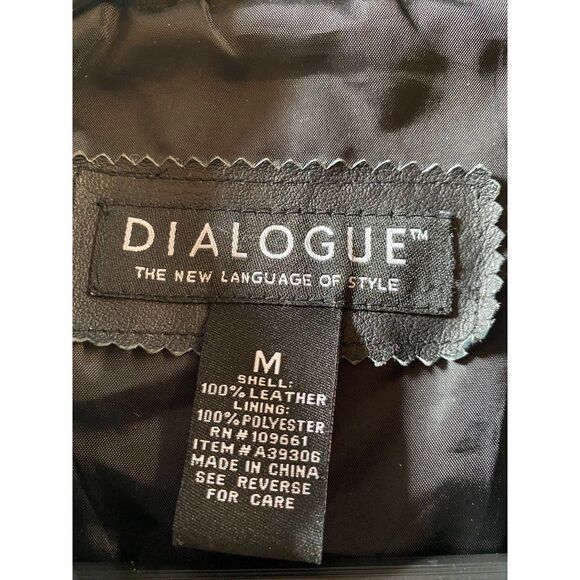 DIALOGUE™
THE NEW LANGUAGE OF STYLE
M
SHELL:
100% LEATHER
LINING:
100% POLYESTER
RN#109661
ITEM#A39306
MADE IN CHINA
SEE REVERSE
FOR CARE